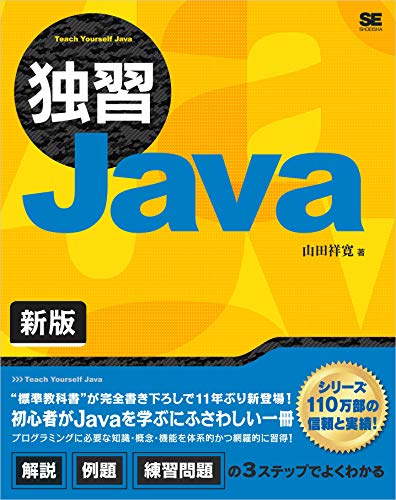 Teach Yourself Java
SE
SHOEISHA
独習
Java
山田祥寛 著
新版
>>> Teach Yourself Java
“標準教科書”が完全書き下ろしで11年ぶり新登場!
初心者がJavaを学ぶにふさわしい一冊
プログラミングに必要な知識・概念・機能を体系的かつ網羅的に習得!
解説 例題 練習問題 の3ステップでよくわかる
シリーズ
110万部の
信頼と実績!